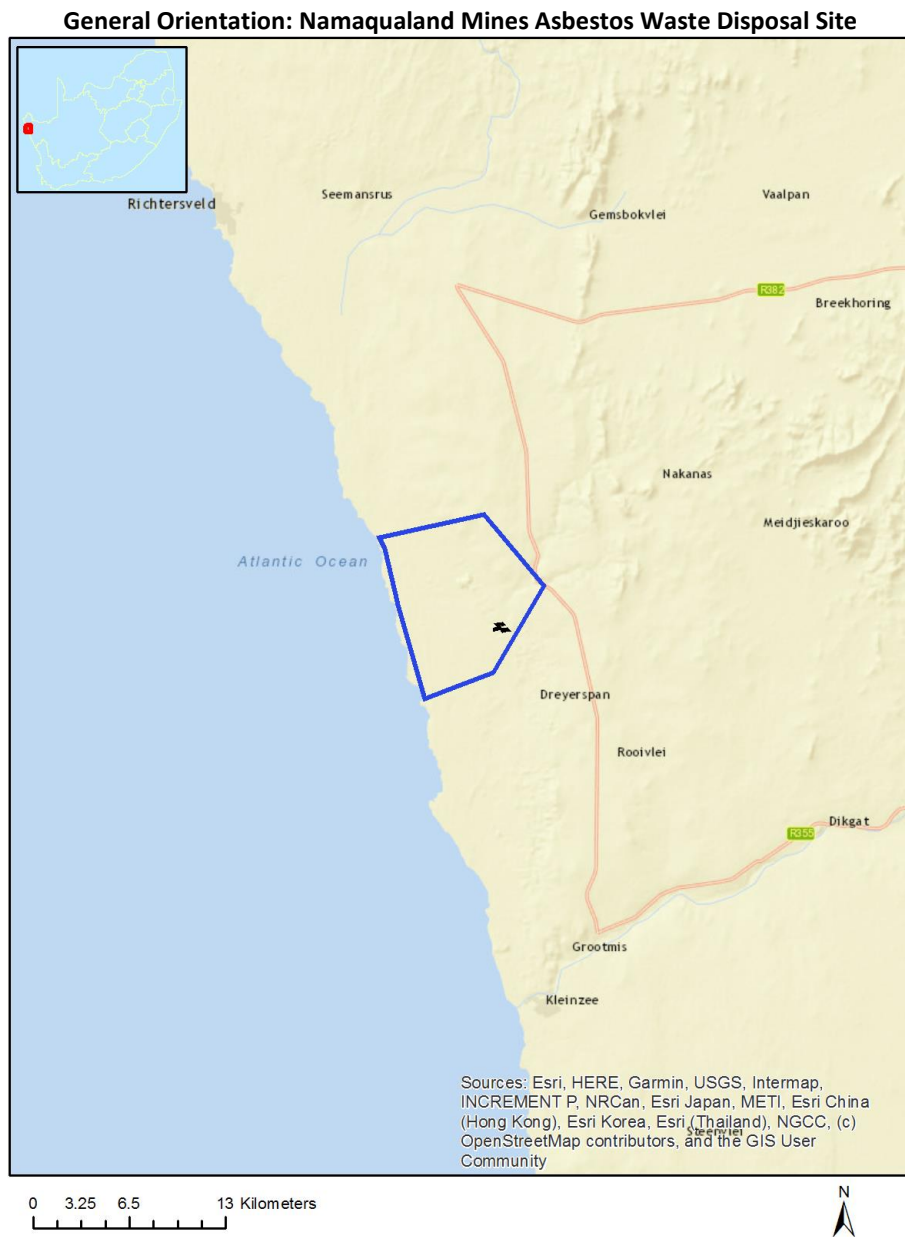 General Orientation: Namaqualand Mines Asbestos Waste Disposal Site
Seemansrus
Vaalpan
Richtersveld
Gemsbokvlei
R382
Breekhoring
Nakanas
Meidjieskaroo
Atlantic Ocean
Dreyerspan
Rooivlei
Dikgat
R355
Grootmis
Kleinzee
Sources: Esri, HERE, Garmin, USGS, Intermap,
INCREMENT P, NRCan, Esri Japan, METI, Esri China
(Hong Kong), Esri Korea, Esri (Thailand), NGCC, (c)
OpenStreetMap contributors, and the GIS User
Community
Steenvlei
N
0 3.25 6.5 13 Kilometers